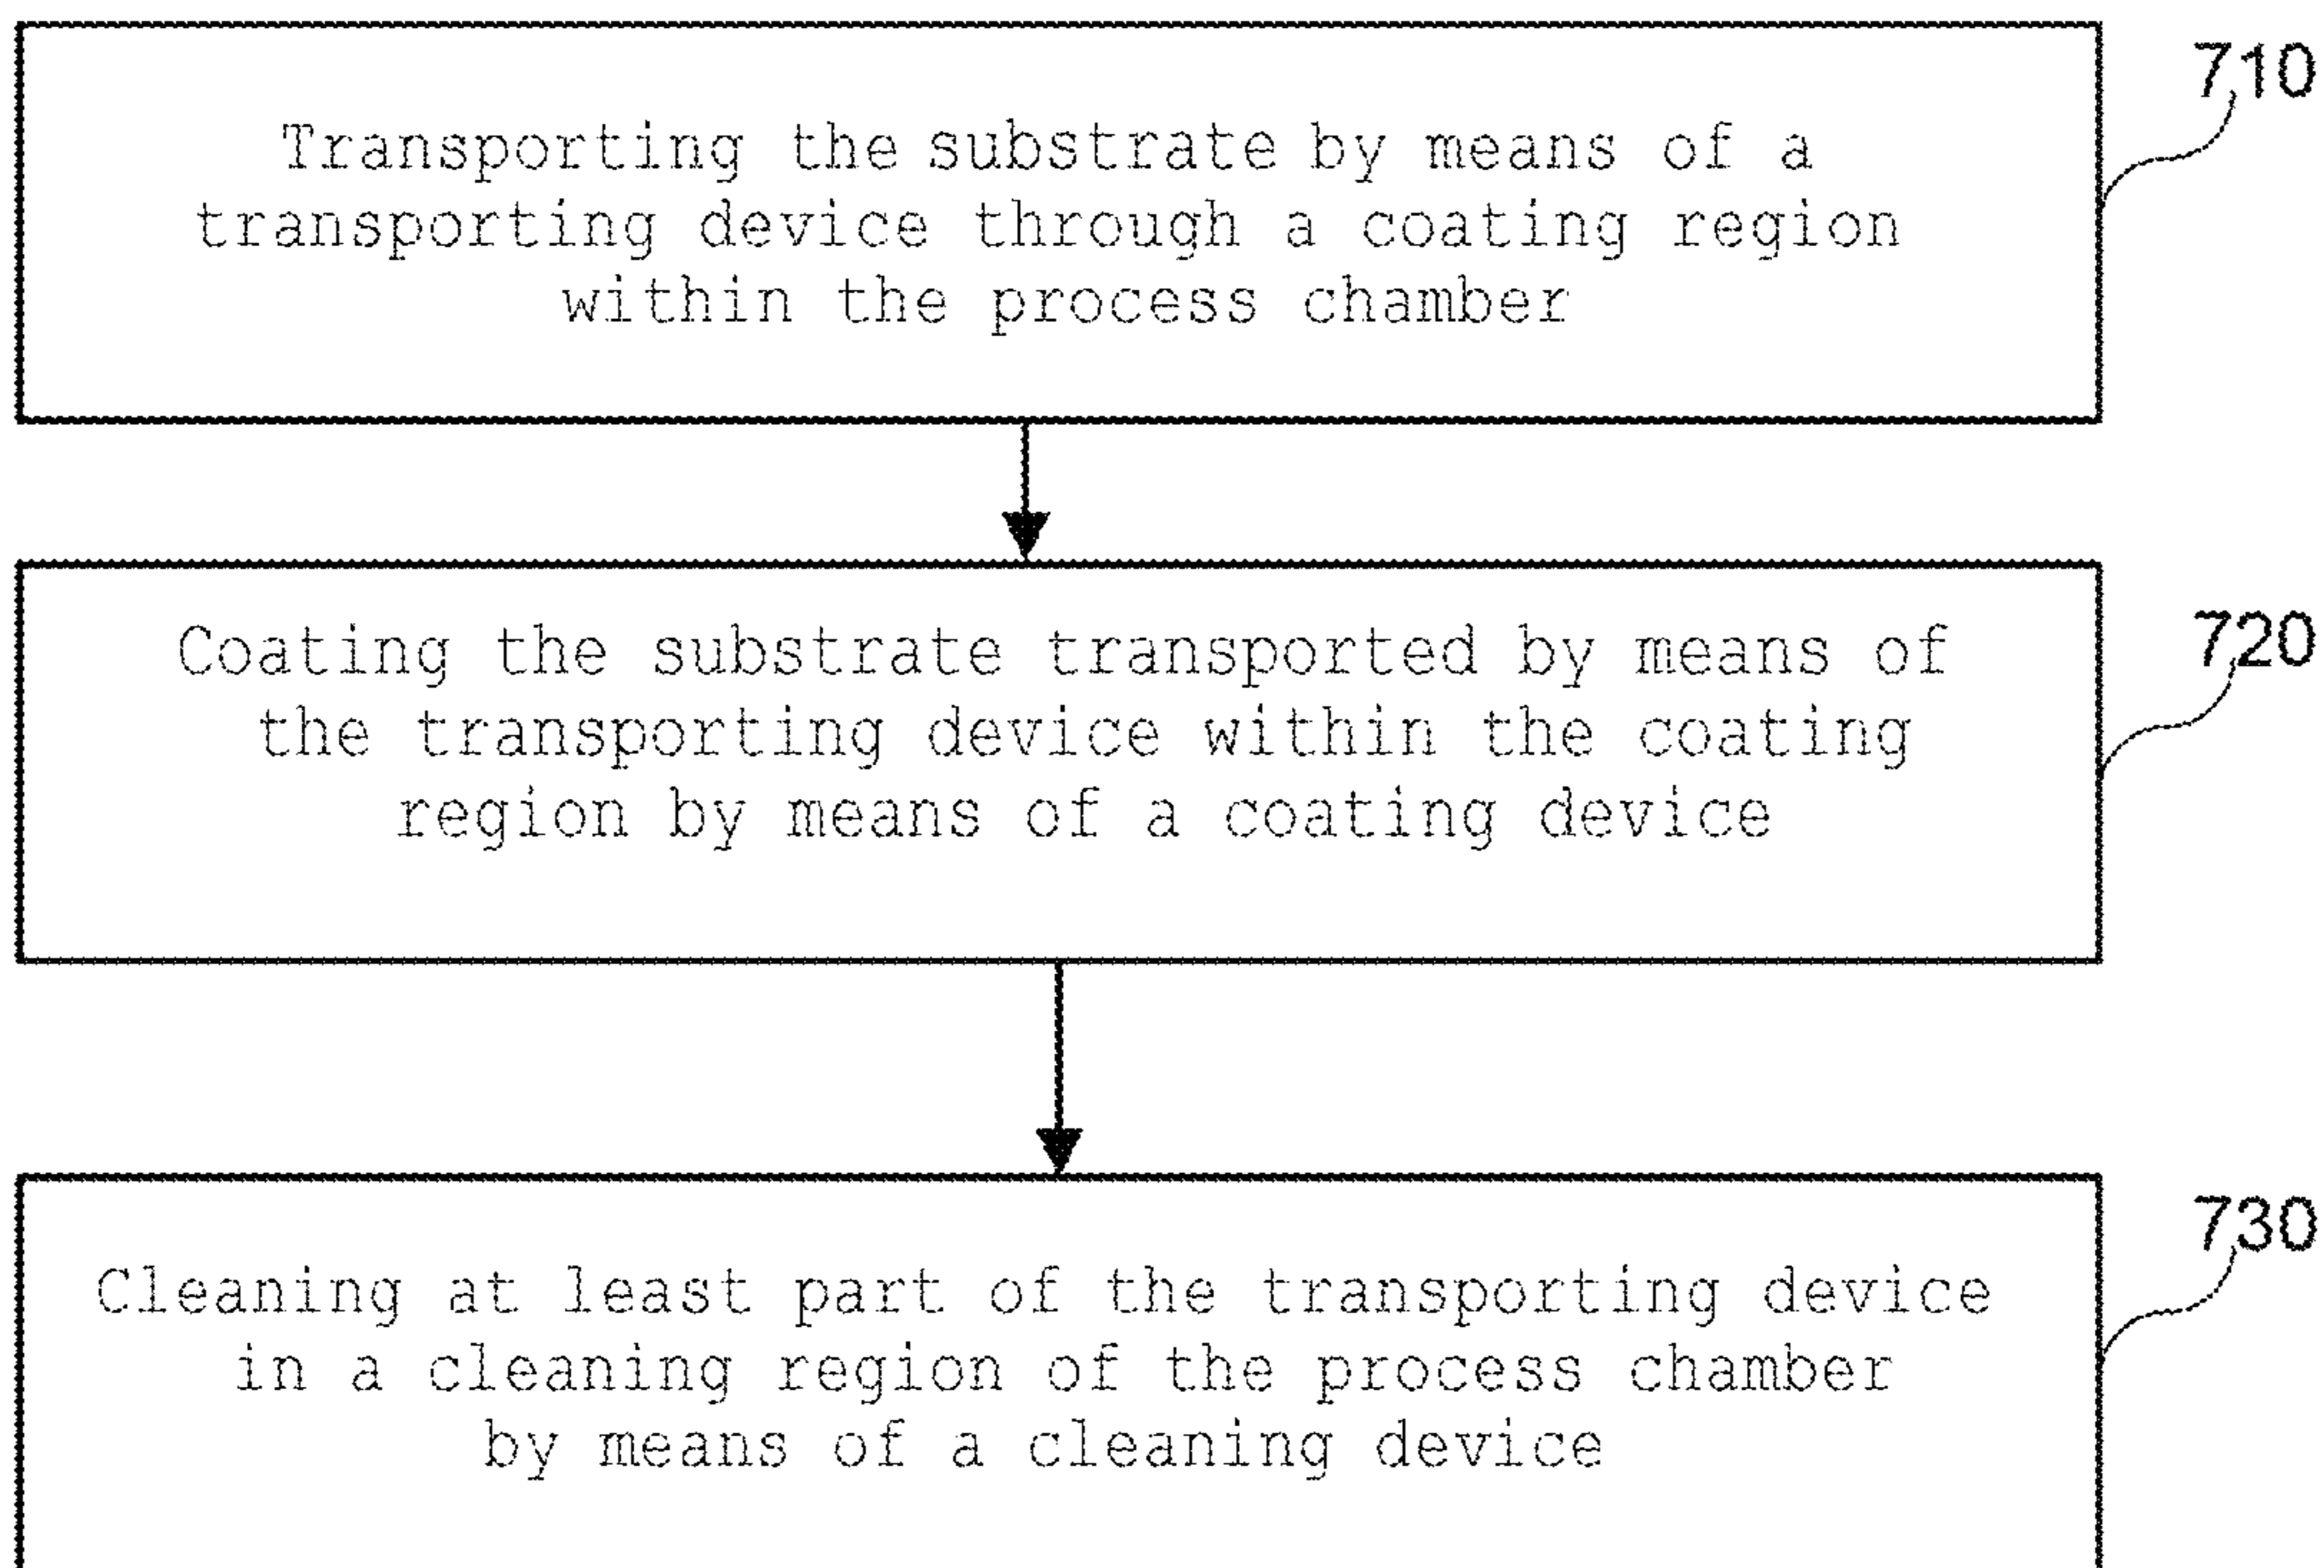 710
Transporting the substrate by means of a
transporting device through a coating region
within the process chamber
720
Coating the substrate transported by means of
the transporting device within the coating
region by means of a coating device
730
Cleaning at least part of the transporting device
in a cleaning region of the process chamber
by means of a cleaning device